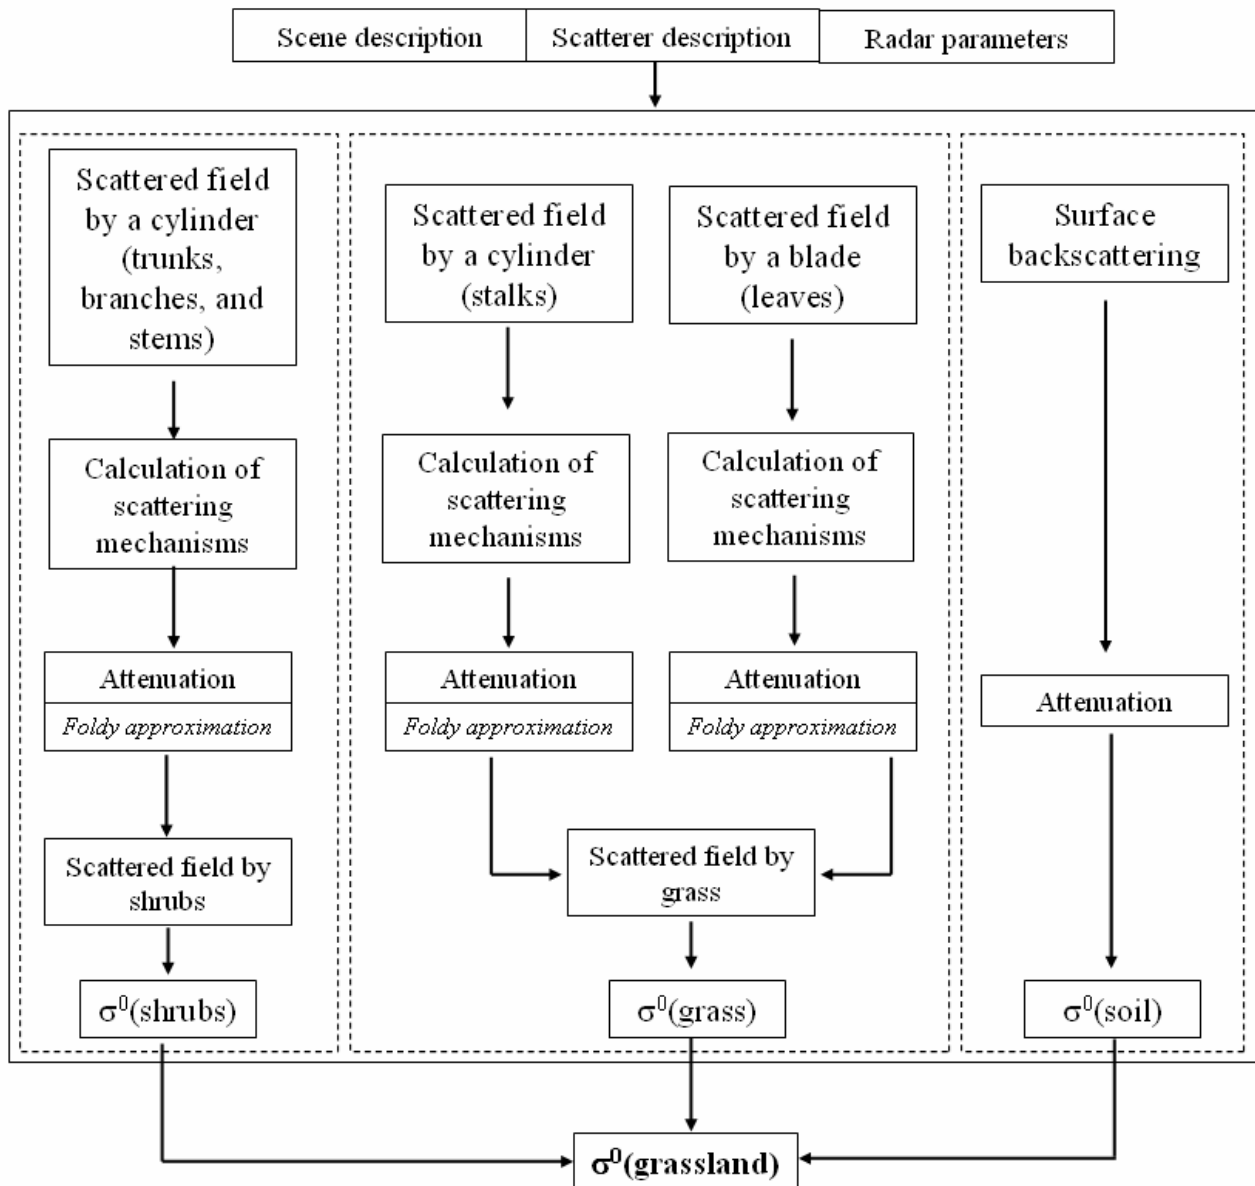 Scene description
Scatterer description
Radar parameters
Scattered field
by a cylinder
(trunks,
branches, and
stems)
Scattered field
by a cylinder
(stalks)
Scattered field
by a blade
(leaves)
Surface
backscattering
Calculation of
scattering
mechanisms
Calculation of
scattering
mechanisms
Calculation of
scattering
mechanisms
Attenuation
Foldy approximation
Attenuation
Foldy approximation
Attenuation
Foldy approximation
Attenuation
Scattered field by
shrubs
Scattered field by
grass
σ⁰(shrubs)
σ⁰(grass)
σ⁰(soil)
σ⁰(grassland)